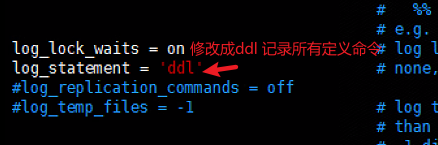 #   %%
# e.g.
log_lock_waits = on 修改成ddl 记录所有定义命令 # log l
log_statement = 'ddl' # none,
#log_replication_commands = off
#log_temp_files = -1 # log t
# than